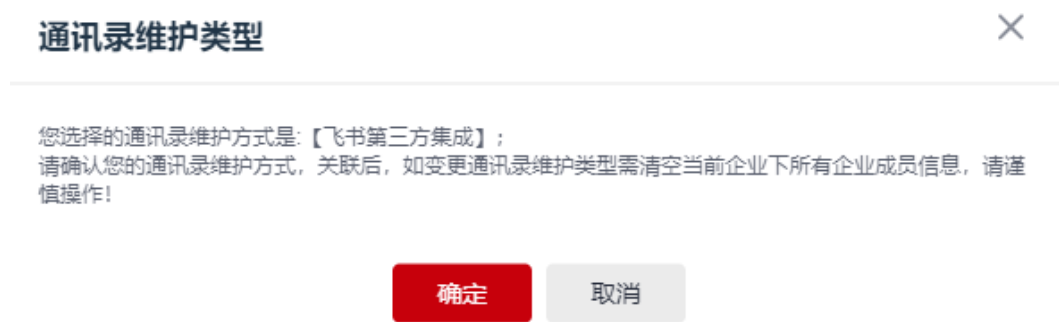 通讯录维护类型
您选择的通讯录维护方式是:【飞书第三方集成】;
请确认您的通讯录维护方式，关联后，如变更通讯录维护类型需清空当前企业下所有企业成员信息，请谨
慎操作!
确定
取消